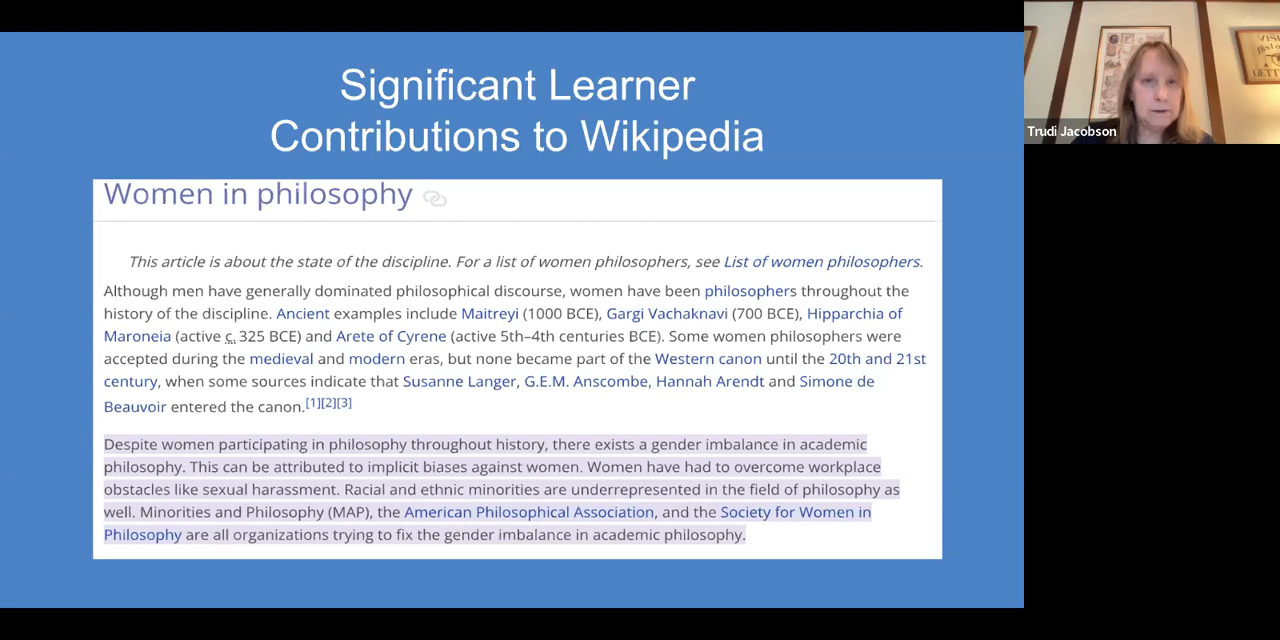 Significant Learner
Contributions to Wikipedia
Women in philosophy
This article is about the state of the discipline. For a list of women philosophers, see List of women philosophers.
Although men have generally dominated philosophical discourse, women have been philosophers throughout the
history of the discipline. Ancient examples include Maitreyi (1000 BCE), Gargi Vachaknavi (700 BCE), Hipparchia of
Maroneia (active c. 325 BCE) and Arete of Cyrene (active 5th–4th centuries BCE). Some women philosophers were
accepted during the medieval and modern eras, but none became part of the Western canon until the 20th and 21st
century, when some sources indicate that Susanne Langer, G.E.M. Anscombe, Hannah Arendt and Simone de
Beauvoir entered the canon.[1][2][3]
Despite women participating in philosophy throughout history, there exists a gender imbalance in academic
philosophy. This can be attributed to implicit biases against women. Women have had to overcome workplace
obstacles like sexual harassment. Racial and ethnic minorities are underrepresented in the field of philosophy as
well. Minorities and Philosophy (MAP), the American Philosophical Association, and the Society for Women in
Philosophy are all organizations trying to fix the gender imbalance in academic philosophy.
Trudi Jacobson